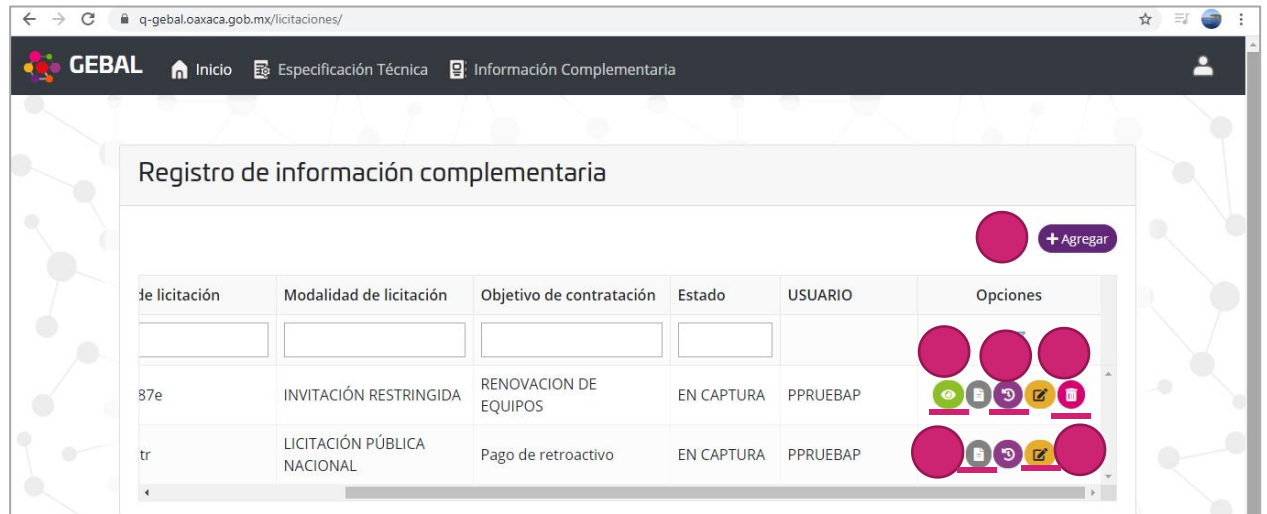 q-gebal.oaxaca.gob.mx/licitaciones/
GEBAL Inicio Especificación Técnica Información Complementaria
Registro de información complementaria
+ Agregar
de licitación Modalidad de licitación Objetivo de contratación Estado USUARIO Opciones
87e INVITACIÓN RESTRINGIDA RENOVACION DE EQUIPOS EN CAPTURA PPRUEBAP
tr LICITACIÓN PÚBLICA NACIONAL Pago de retroactivo EN CAPTURA PPRUEBAP